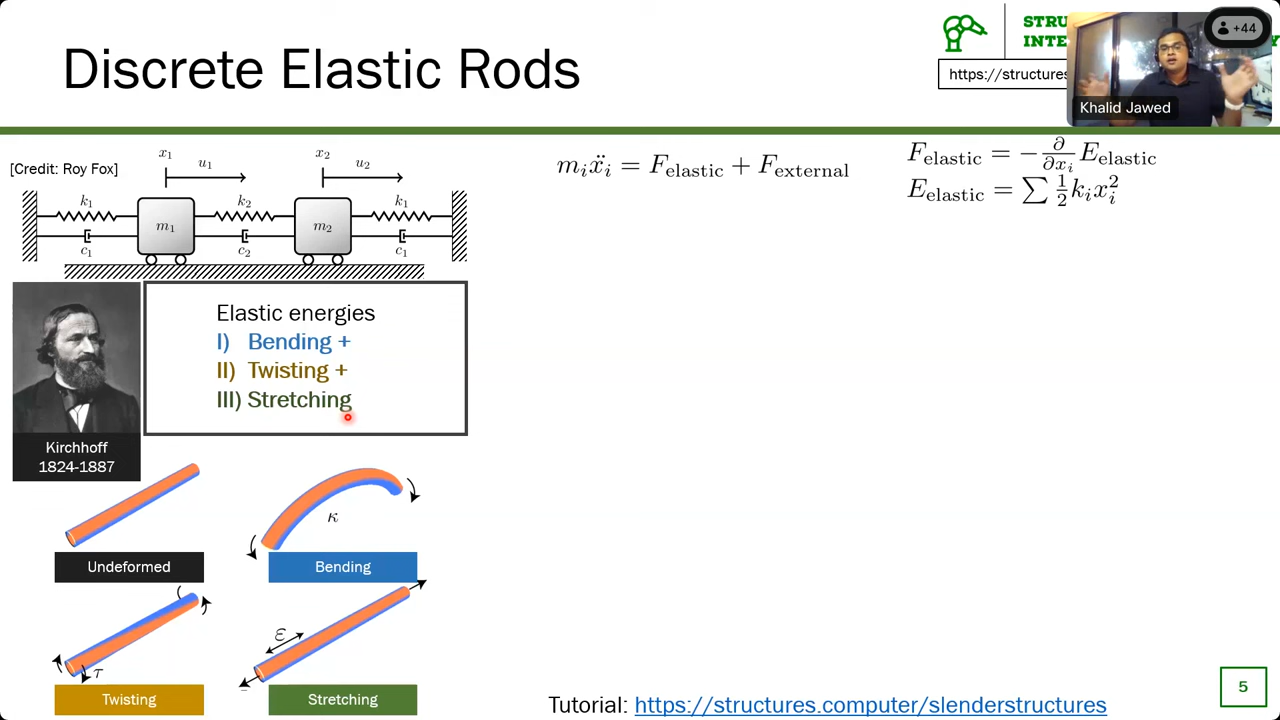 Discrete Elastic Rods
STRU
INTE
Y
https://structures
+44
Khalid Jawed
[Credit: Roy Fox]
x₁ u₁ x₂ u₂
k₁ k₂ k₁
m₁ m₂
c₁ c₂ c₁
mᵢẍᵢ = F_elastic + F_external
F_elastic = −∂/∂xᵢ E_elastic
E_elastic = ∑ ½ kᵢxᵢ²
Elastic energies
I) Bending +
II) Twisting +
III) Stretching
Kirchhoff
1824-1887
κ
Undeformed
Bending
τ
ε
Twisting
Stretching
Tutorial: https://structures.computer/slenderstructures
5